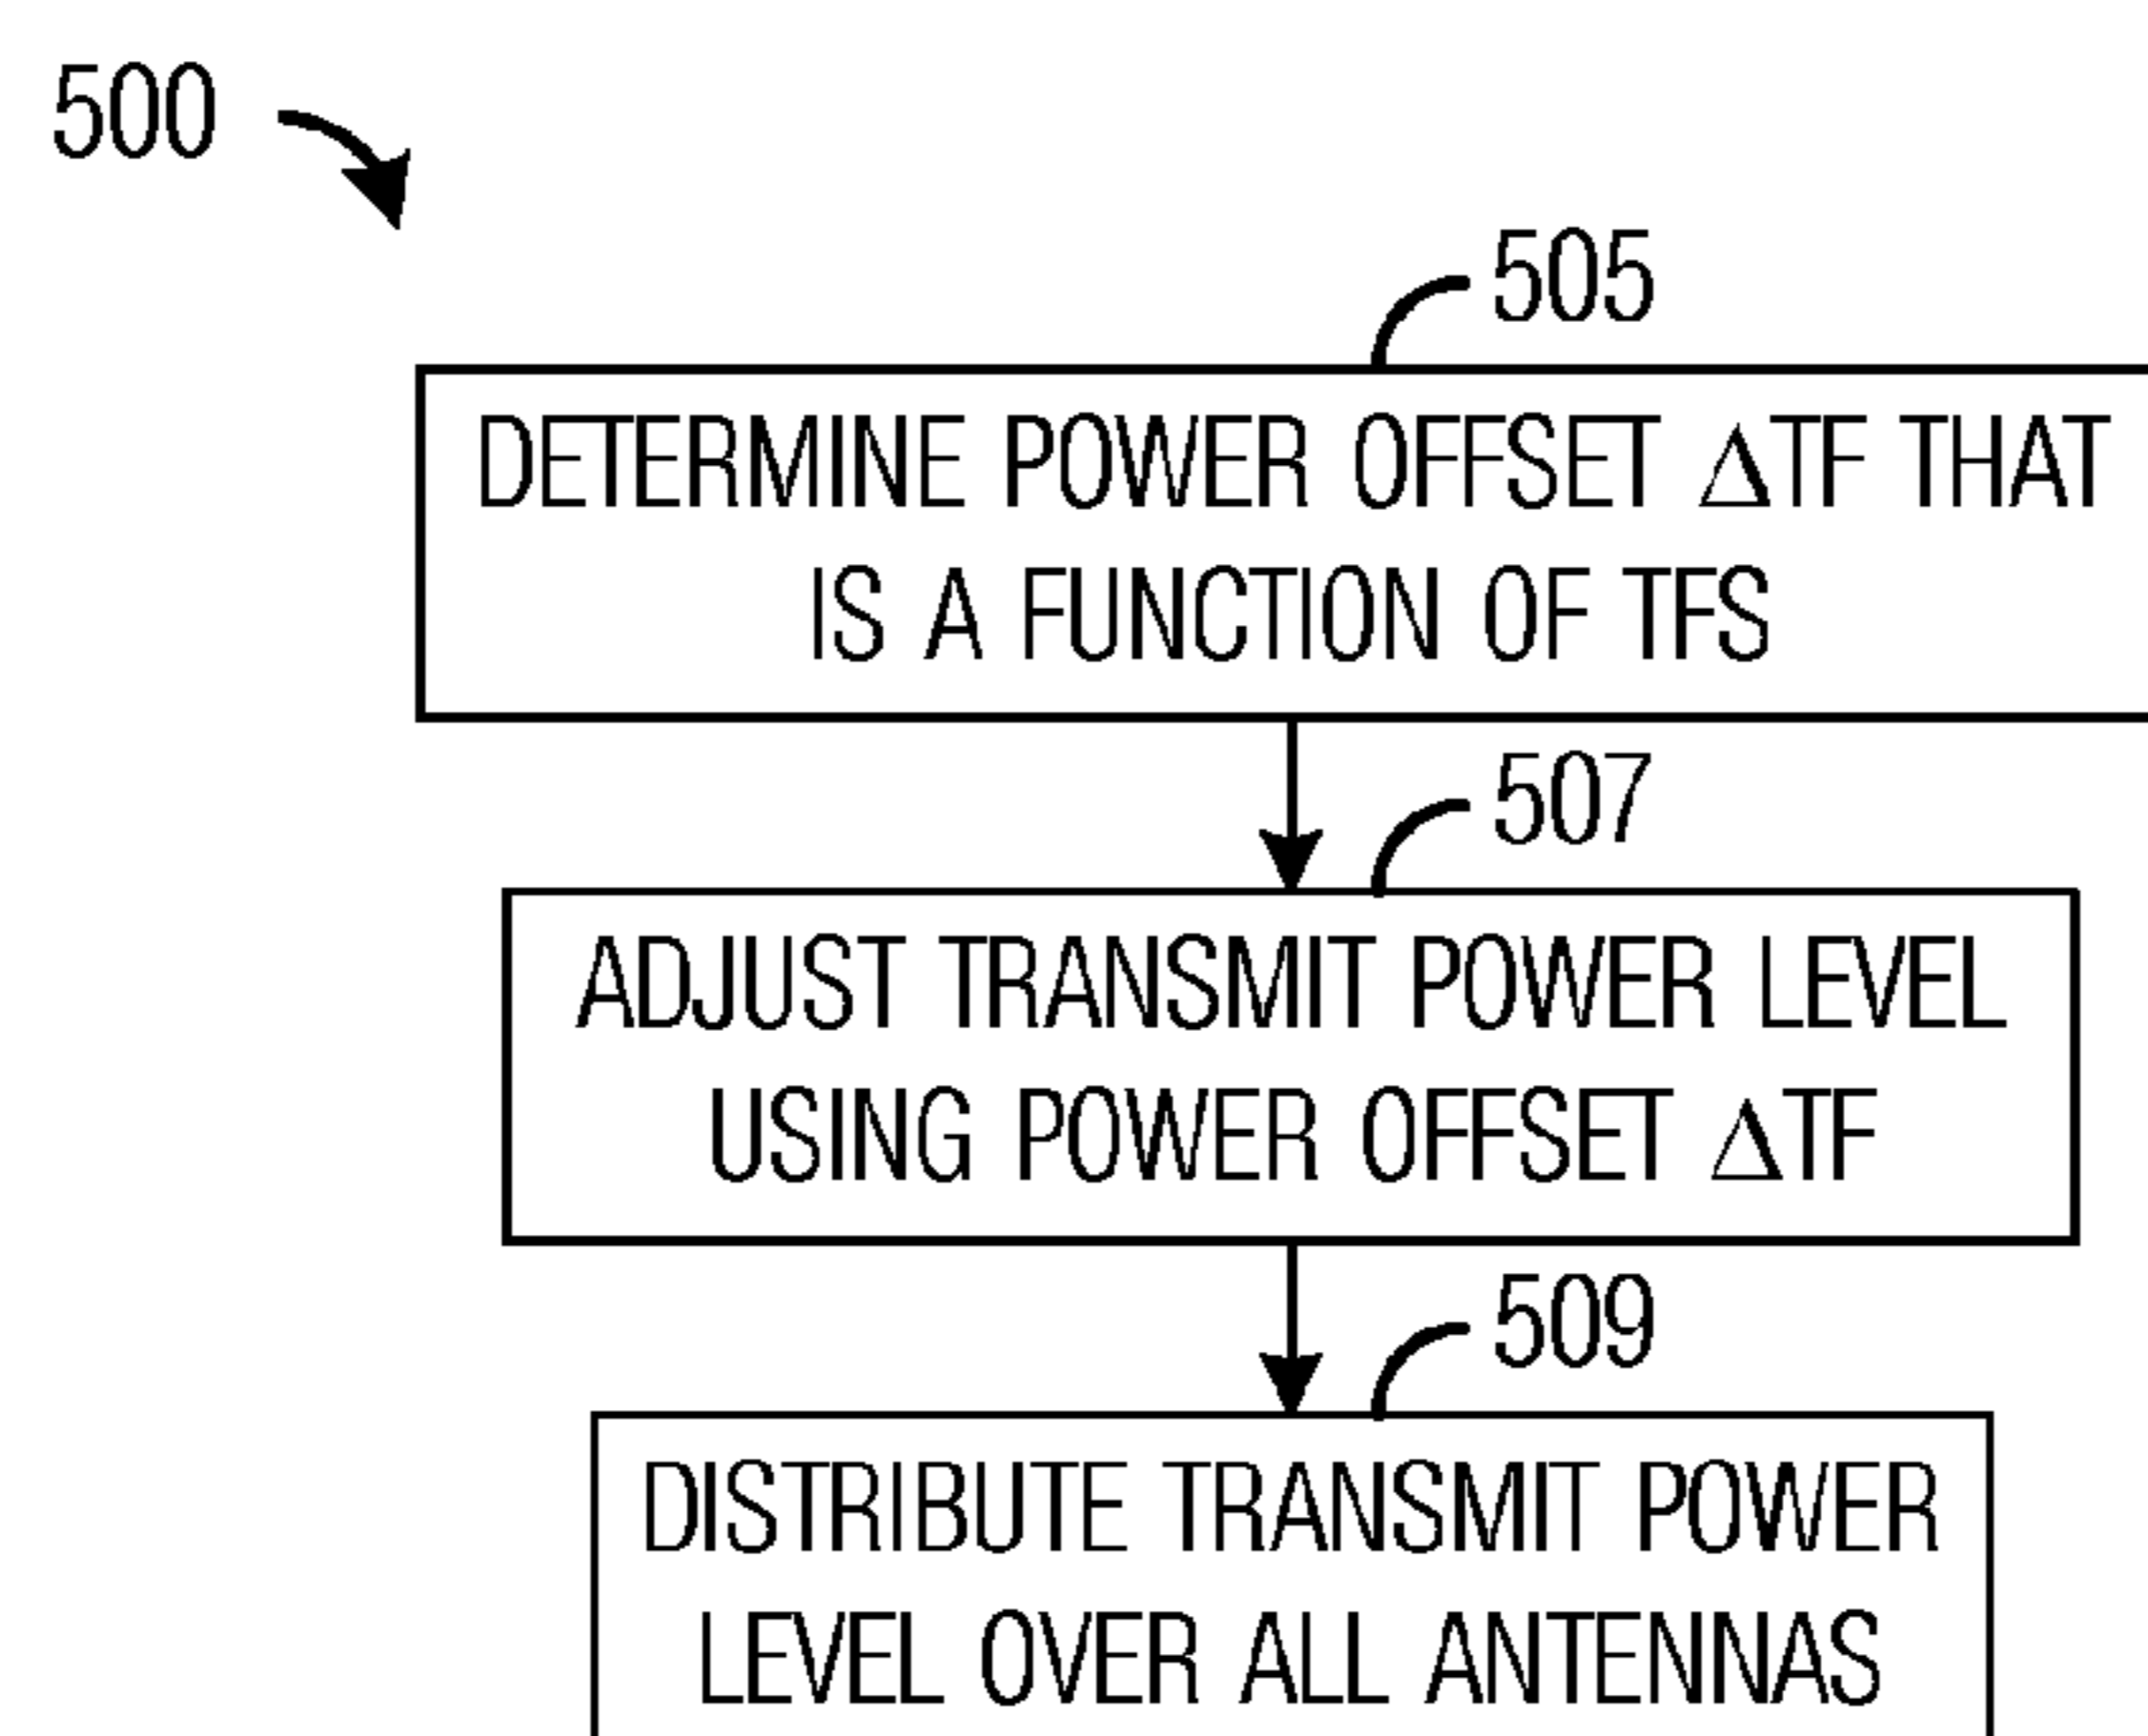 500
505
DETERMINE POWER OFFSET ΔTF THAT
IS A FUNCTION OF TFS
507
ADJUST TRANSMIT POWER LEVEL
USING POWER OFFSET ΔTF
509
DISTRIBUTE TRANSMIT POWER
LEVEL OVER ALL ANTENNAS